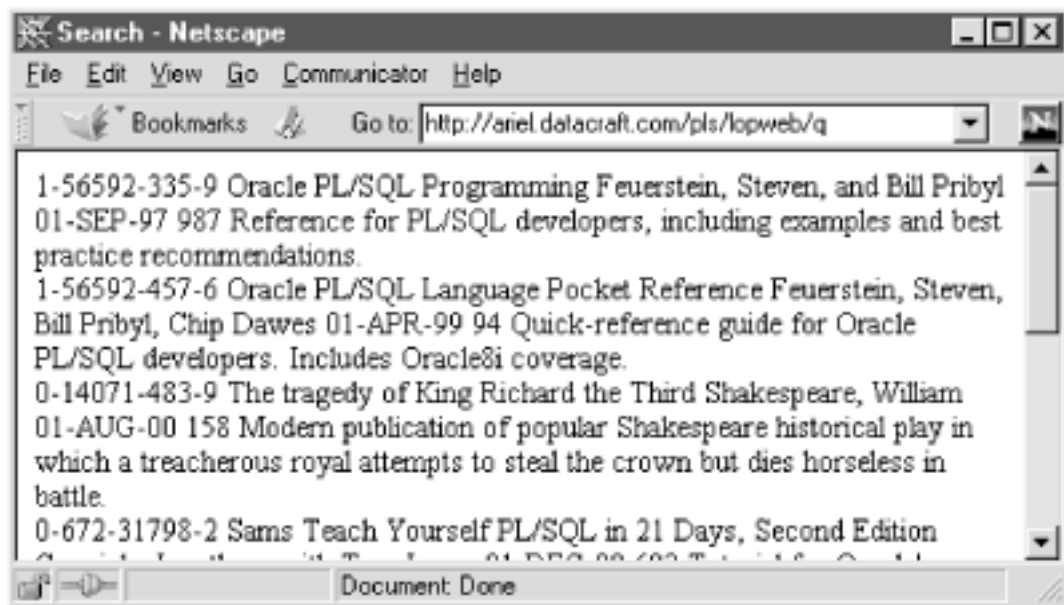 Search - Netscape
File Edit View Go Communicator Help
Bookmarks Go to: http://ariel.datacraft.com/pls/lopweb/q
1-56592-335-9 Oracle PL/SQL Programming Feuerstein, Steven, and Bill Pribyl
01-SEP-97 987 Reference for PL/SQL developers, including examples and best
practice recommendations.
1-56592-457-6 Oracle PL/SQL Language Pocket Reference Feuerstein, Steven,
Bill Pribyl, Chip Dawes 01-APR-99 94 Quick-reference guide for Oracle
PL/SQL developers. Includes Oracle8i coverage.
0-14071-483-9 The tragedy of King Richard the Third Shakespeare, William
01-AUG-00 158 Modern publication of popular Shakespeare historical play in
which a treacherous royal attempts to steal the crown but dies horseless in
battle.
0-672-31798-2 Sams Teach Yourself PL/SQL in 21 Days, Second Edition
Document: Done